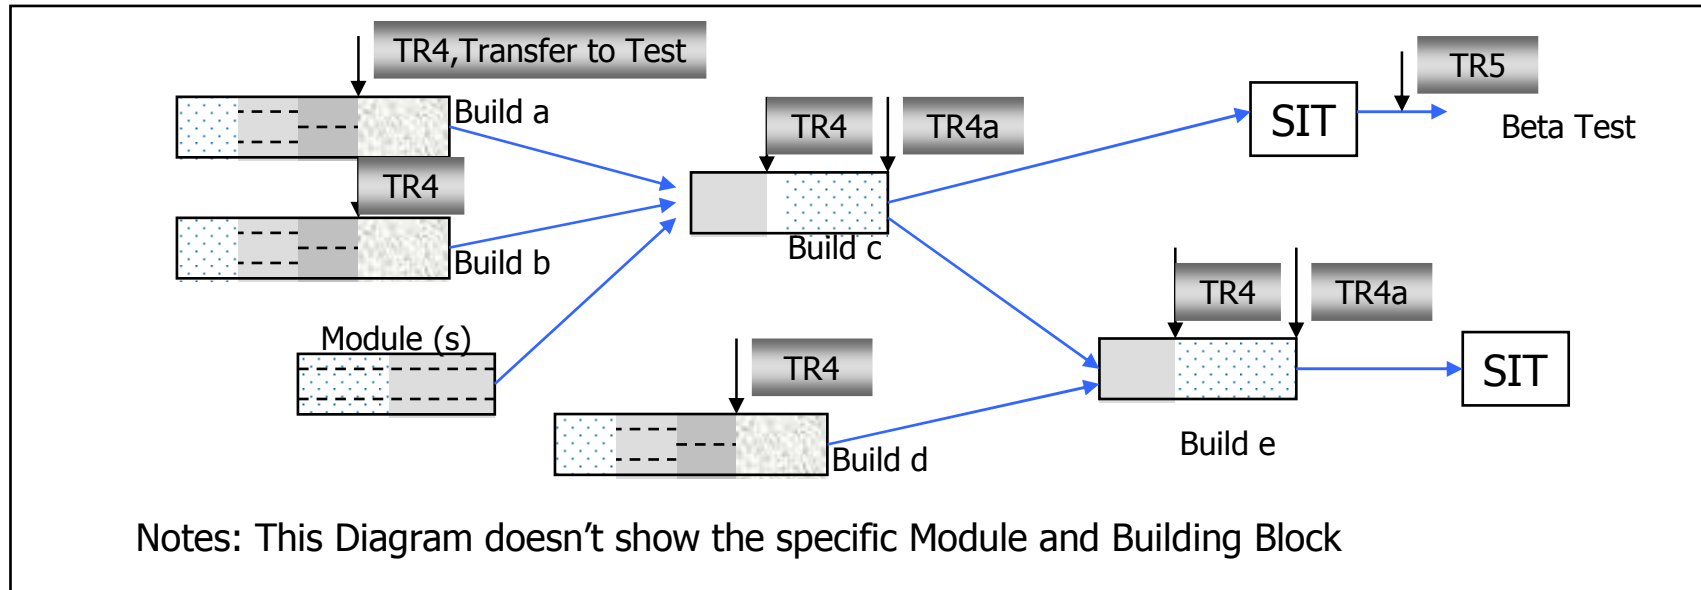 TR4,Transfer to Test
TR5
Build a
TR4
TR4a
SIT
Beta Test
TR4
Build b
Build c
TR4
TR4a
Module (s)
TR4
SIT
Build d
Build e
Notes: This Diagram doesn’t show the specific Module and Building Block